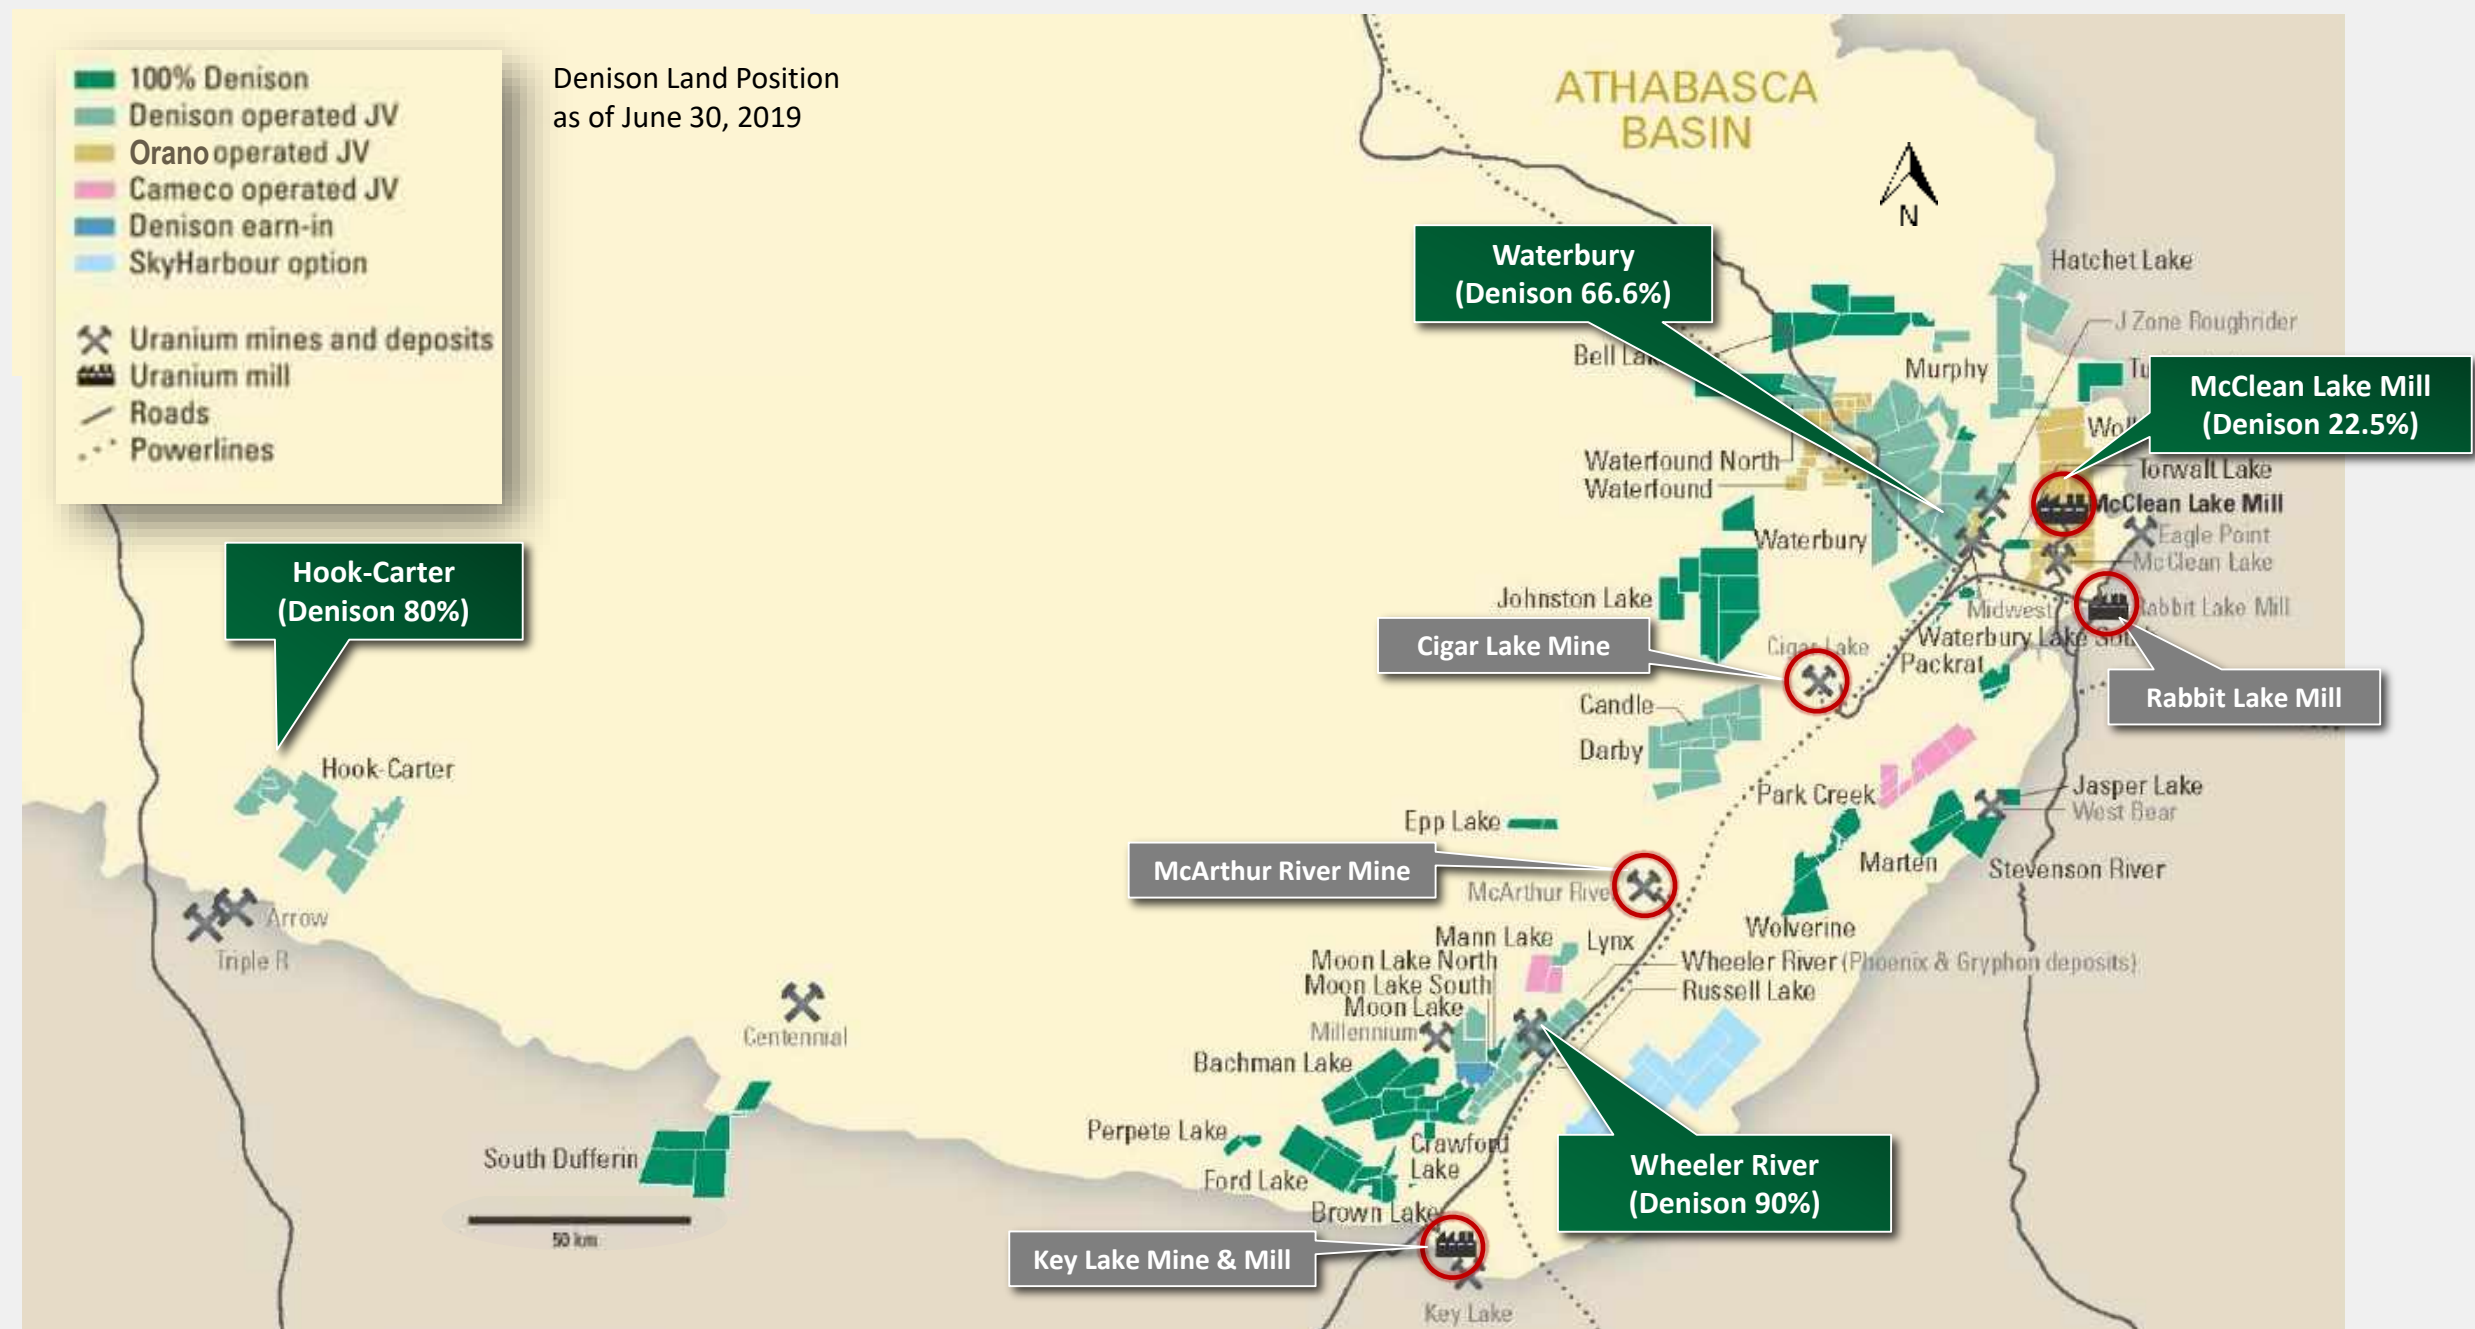 100% Denison
Denison operated JV
Orano operated JV
Cameco operated JV
Denison earn-in
SkyHarbour option
Uranium mines and deposits
Uranium mill
Roads
Powerlines
Denison Land Position
as of June 30, 2019
ATHABASCA
BASIN
N
Waterbury
(Denison 66.6%)
Hatchet Lake
J Zone Roughrider
Bell
Murphy
McClean Lake Mill
(Denison 22.5%)
Waterfound North
Waterfound
Torwalt Lake
McClean Lake Mill
Eagle Point
McClean Lake
Waterbury
Hook-Carter
(Denison 80%)
Johnston Lake
Midwest
Rabbit Lake Mill
Waterbury Lake
Cigar Lake Mine
Cigar Lake
Packrat
Rabbit Lake Mill
Candle
Darby
Hook-Carter
Park Creek
Jasper Lake
West Bear
Epp Lake
McArthur River Mine
McArthur
Marten
Stevenson River
Wolverine
Arrow
Triple R
Mann Lake
Lynx
Moon Lake North
Wheeler River (Phoenix & Gryphon deposits)
Moon Lake South
Russell Lake
Moon Lake
Millennium
Centennial
Bachman Lake
Perpete Lake
Crawford
Lake
South Dufferin
Ford Lake
Wheeler River
(Denison 90%)
Brown Lake
50 km
Key Lake Mine & Mill
Key Lake